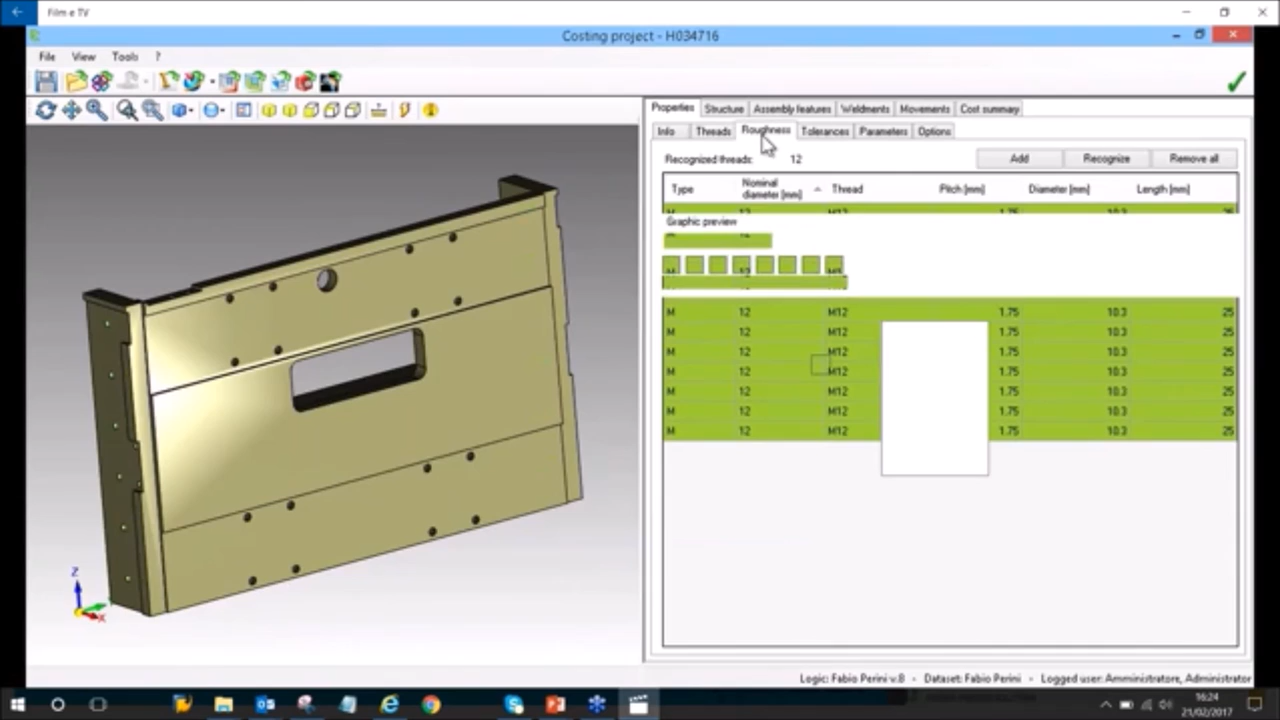 Film e TV
Costing project - H034716
File View Tools ?
Properties Structure Assembly features Weldments Movements Cost summary
Info Threads Roughness Tolerances Parameters Options
Recognized threads: 12 Add Recognize Remove all
Type Nominal diameter [mm] Thread Pitch [mm] Diameter [mm] Length [mm]
Graphic preview
M 12 M12 1.75 10.3 25
M 12 M12 1.75 10.3 25
M 12 M12 1.75 10.3 25
M 12 M12 1.75 10.3 25
M 12 M12 1.75 10.3 25
M 12 M12 1.75 10.3 25
M 12 M12 1.75 10.3 25
Z
X
Logic: Fabio Perini v.8 - Dataset: Fabio Perini - Logged user: Amministratore, Administrator
16:24
21/02/2017